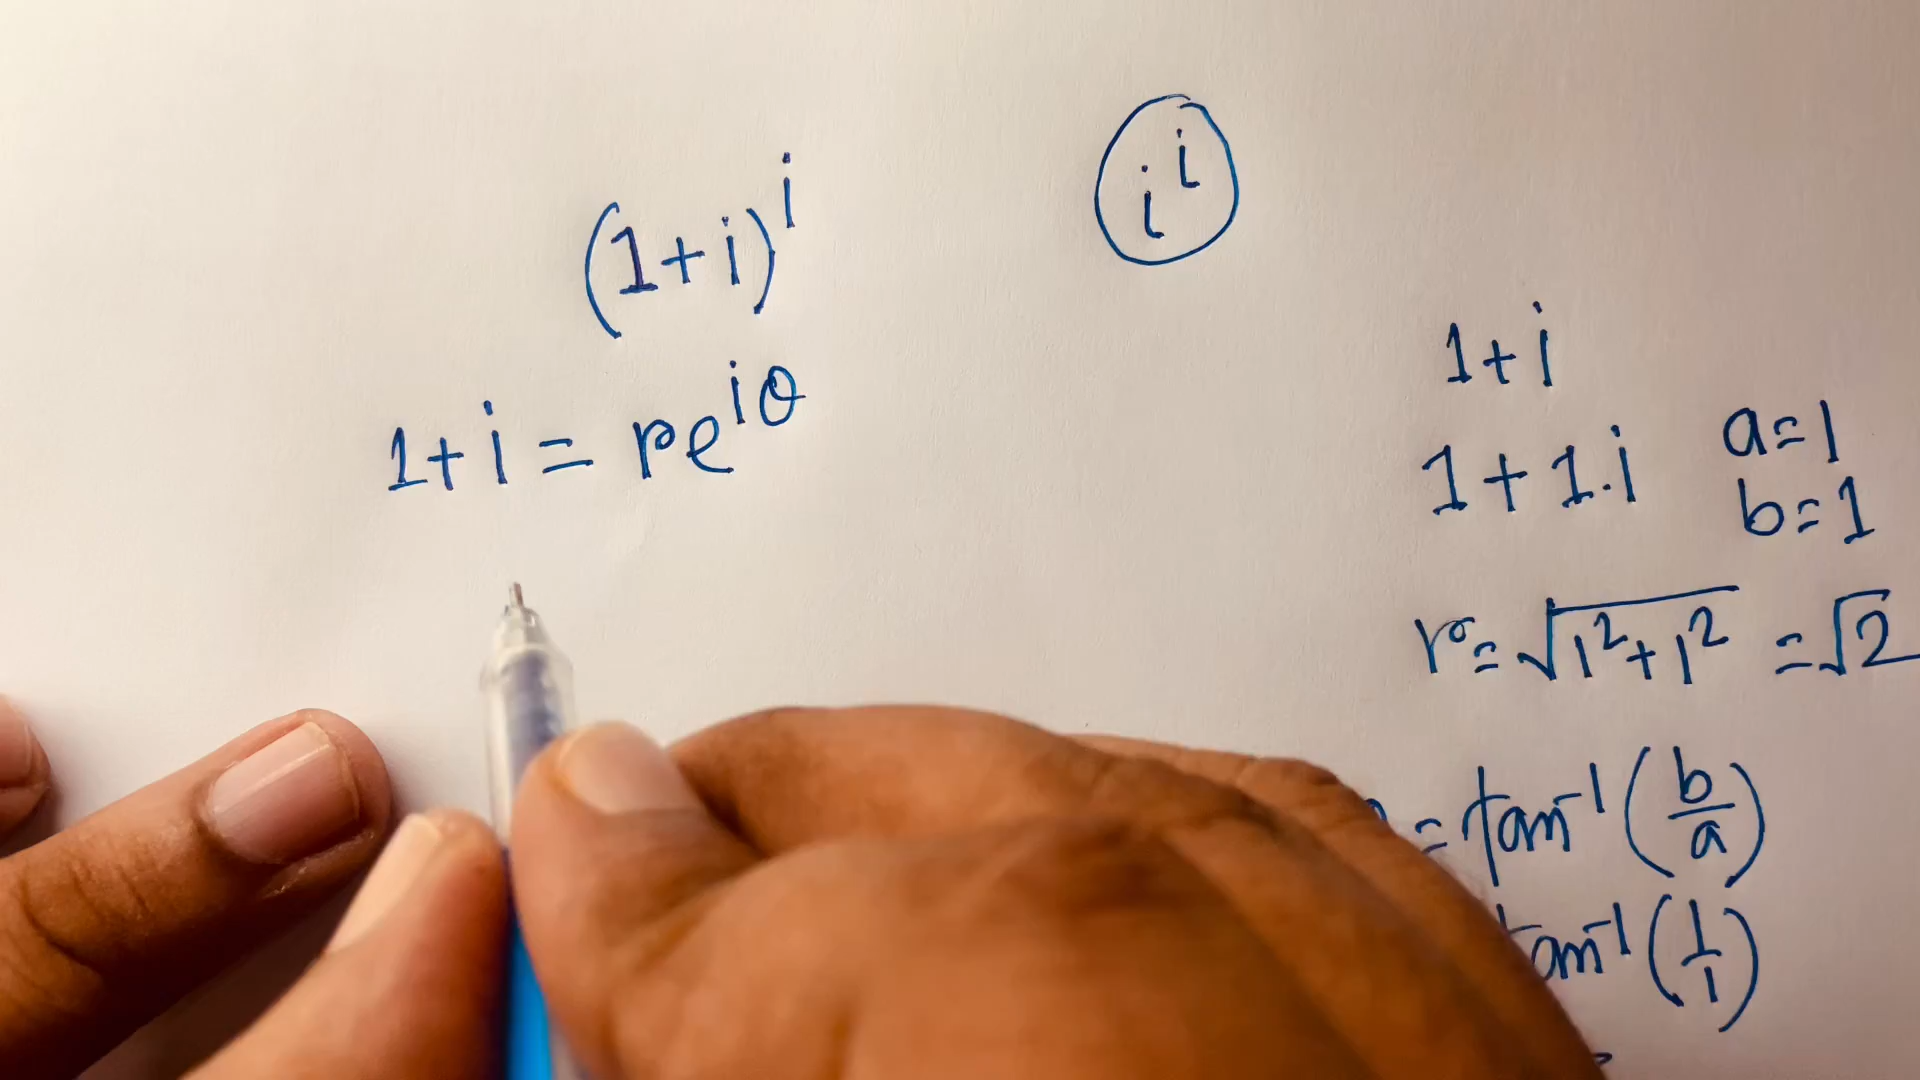 (1+i)^i
i^i
1+i = re^{iθ}
1+i
1+1.i
a=1
b=1
r=√(1²+1²) =√2
=tan⁻¹(b/a)
tan⁻¹(1/1)